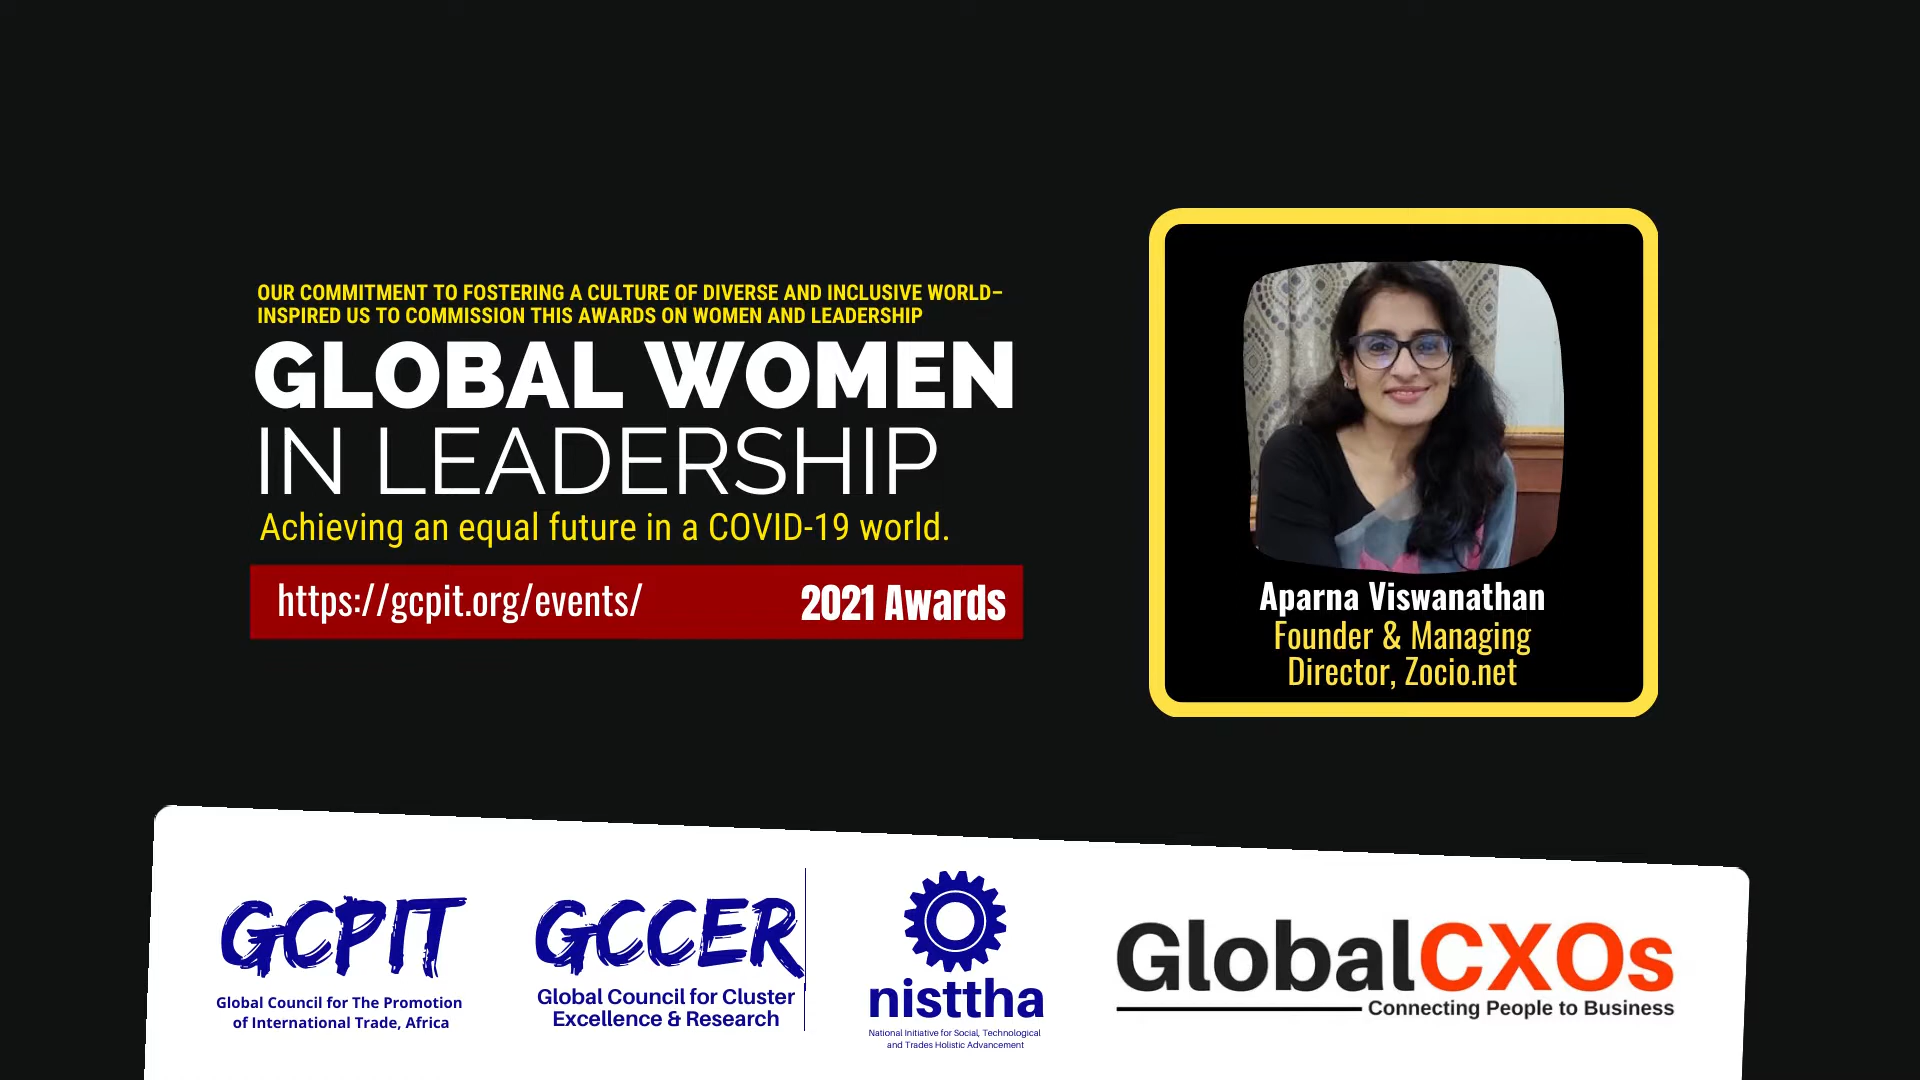 OUR COMMITMENT TO FOSTERING A CULTURE OF DIVERSE AND INCLUSIVE WORLD–
INSPIRED US TO COMMISSION THIS AWARDS ON WOMEN AND LEADERSHIP
GLOBAL WOMEN
IN LEADERSHIP
Achieving an equal future in a COVID-19 world.
https://gcpit.org/events/ 2021 Awards
Aparna Viswanathan
Founder & Managing
Director, Zocio.net
GCPIT
Global Council for The Promotion
of International Trade, Africa
GCCER
Global Council for Cluster
Excellence & Research
nisttha
National Initiative for Social, Technological
and Trades Holistic Advancement
GlobalCXOs
Connecting People to Business